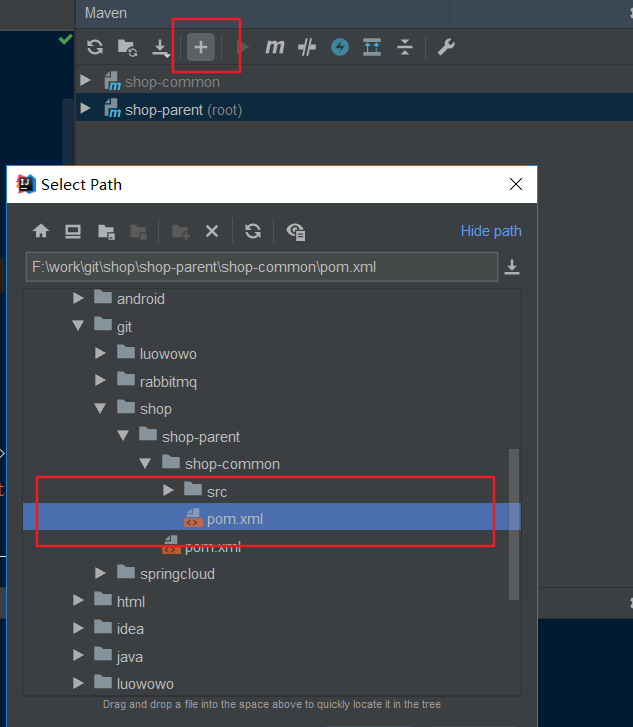 Maven
m
shop-common
shop-parent (root)
Select Path
Hide path
F:\work\git\shop\shop-parent\shop-common\pom.xml
android
git
luowowo
rabbitmq
shop
shop-parent
shop-common
src
pom.xml
pom.xml
springcloud
html
idea
java
luowowo
Drag and drop a file into the space above to quickly locate it in the tree